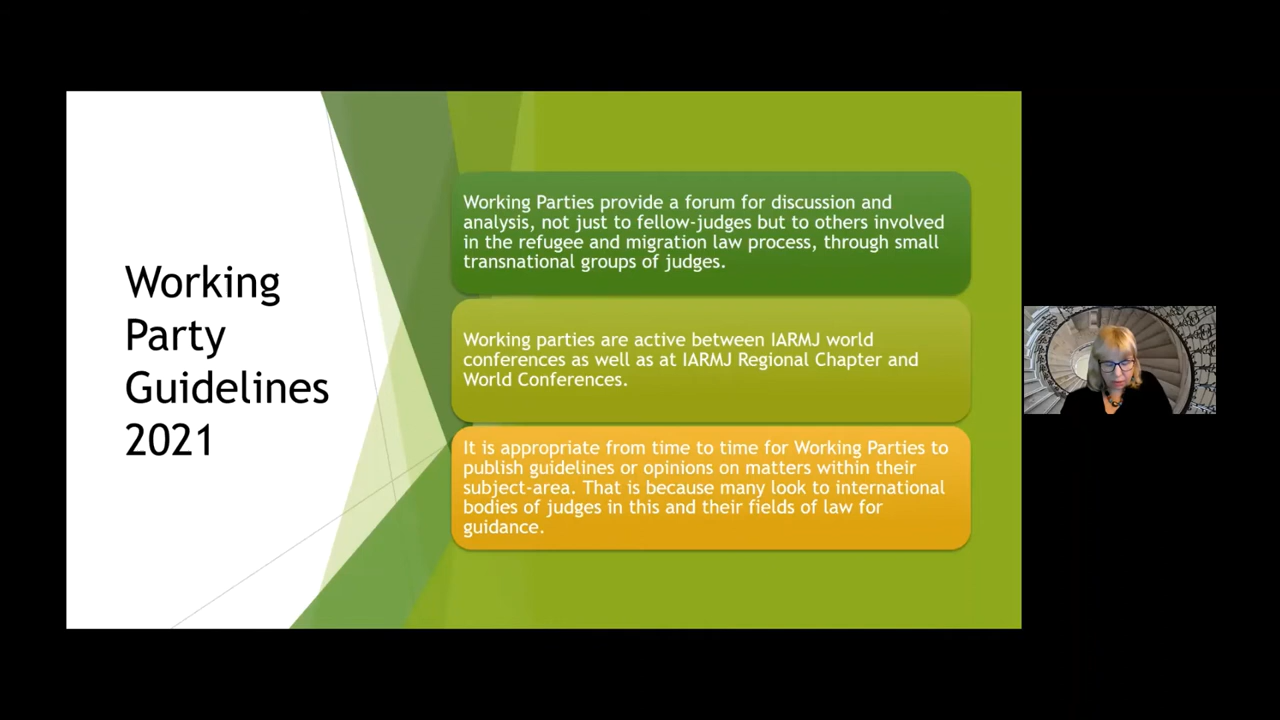 Working
Party
Guidelines
2021
Working Parties provide a forum for discussion and
analysis, not just to fellow-judges but to others involved
in the refugee and migration law process, through small
transnational groups of judges.
Working parties are active between IARMJ world
conferences as well as at IARMJ Regional Chapter and
World Conferences.
It is appropriate from time to time for Working Parties to
publish guidelines or opinions on matters within their
subject-area. That is because many look to international
bodies of judges in this and their fields of law for
guidance.